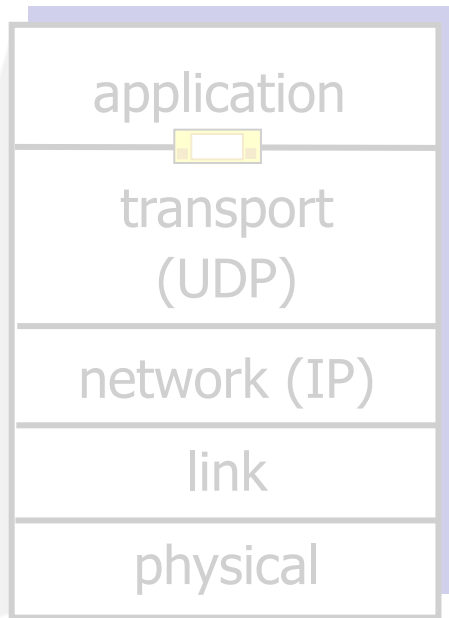 application
transport
(UDP)
network (IP)
link
physical